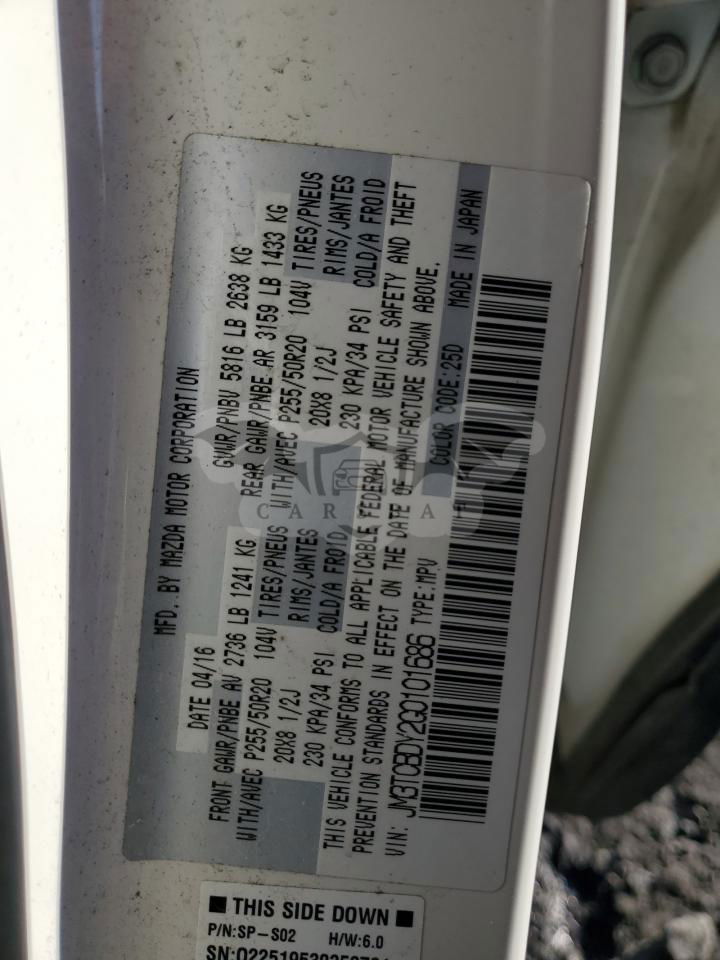 MFD. BY MAZDA MOTOR CORPORATION
DATE 04/16 GVWR/PNBV 5816 LB 2638 KG
FRONT GAWR/PNBE AV 2736 LB 1241 KG REAR GAWR/PNBE AR 3159 LB 1433 KG
WITH/AVEC P255/50R20 104V TIRES/PNEUS WITH/AVEC P255/50R20 104V TIRES/PNEUS
20X8 1/2J RIMS/JANTES 20X8 1/2J RIMS/JANTES
230 KPA/34 PSI COLD/A FROID 230 KPA/34 PSI COLD/A FROID
THIS VEHICLE CONFORMS TO ALL APPLICABLE FEDERAL MOTOR VEHICLE SAFETY AND THEFT
PREVENTION STANDARDS IN EFFECT ON THE DATE OF MANUFACTURE SHOWN ABOVE.
VIN: JM3TCBDY2G0101686 TYPE:MPV COLOR CODE:25D MADE IN JAPAN
THIS SIDE DOWN
P/N:SP-S02 H/W:6.0